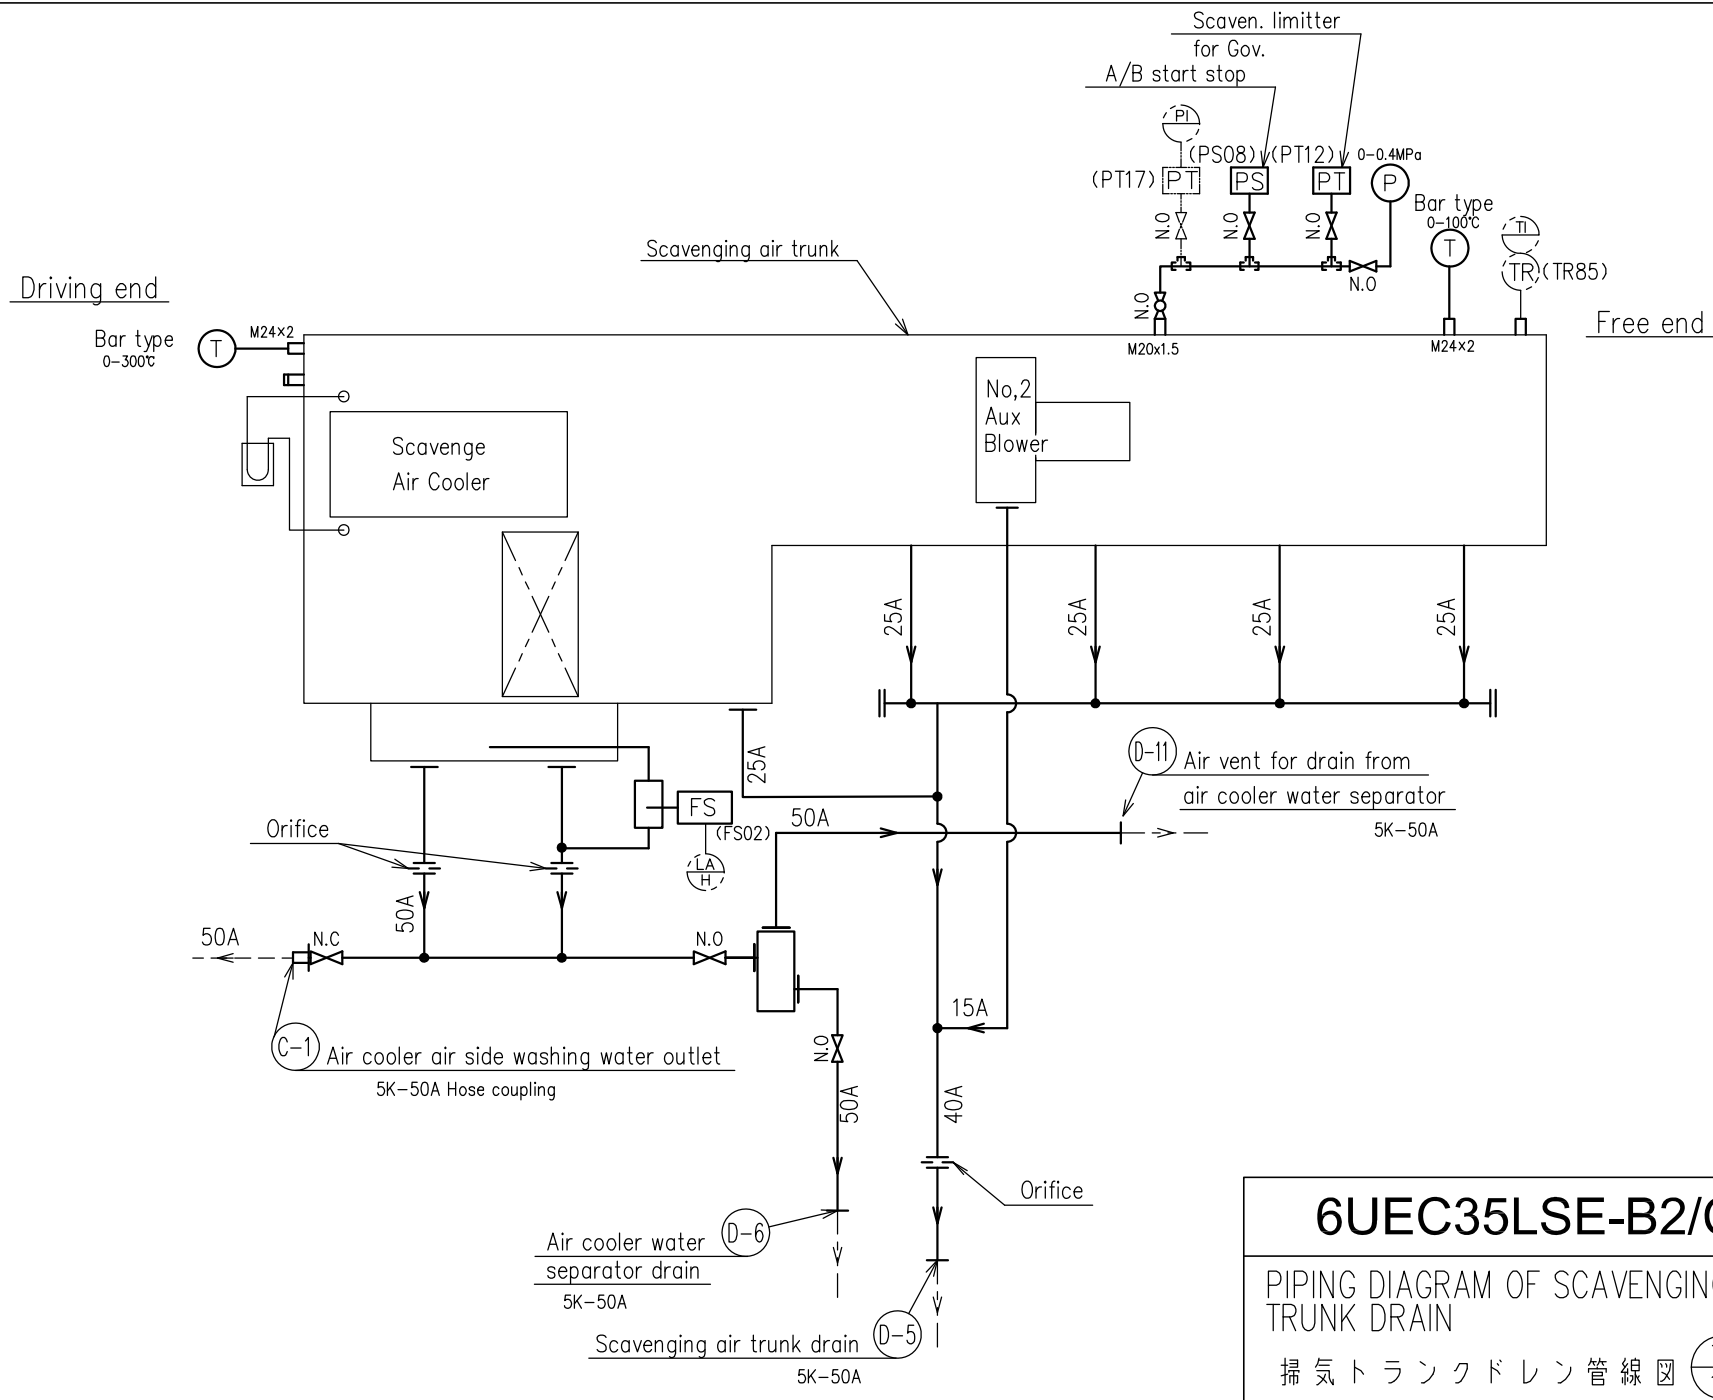 Scaven. limitter
for Gov.
A/B start stop
PI
(PS08)
(PT12)
0-0.4MPa
(PT17)
PT
PS
PT
P
Bar type
0-100℃
TI
N.O
N.O
N.O
T
TR
(TR85)
Scavenging air trunk
N.O
N.O
Driving end
Free end
Bar type
0-300℃
T
M24×2
M20x1.5
M24×2
No,2
Aux
Blower
Scavenge
Air Cooler
25A
25A
25A
25A
25A
D-11
Air vent for drain from
air cooler water separator
5K-50A
FS
(FS02)
50A
Orifice
LA
H
50A
50A
N.C
N.O
15A
C-1
Air cooler air side washing water outlet
5K-50A Hose coupling
N.O
50A
40A
Orifice
D-6
Air cooler water
separator drain
5K-50A
D-5
Scavenging air trunk drain
5K-50A
6UEC35LSE-B2/
PIPING DIAGRAM OF SCAVENGIN
TRUNK DRAIN
掃気トランクドレン管線図